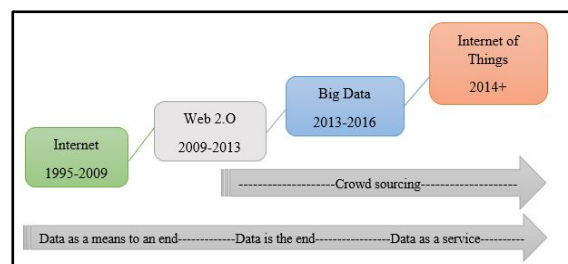 Internet of
Things
2014+
Big Data
2013-2016
Web 2.O
2009-2013
Internet
1995-2009
--------------------Crowd sourcing---------------------
Data as a means to an end------------Data is the end----------------Data as a service---------